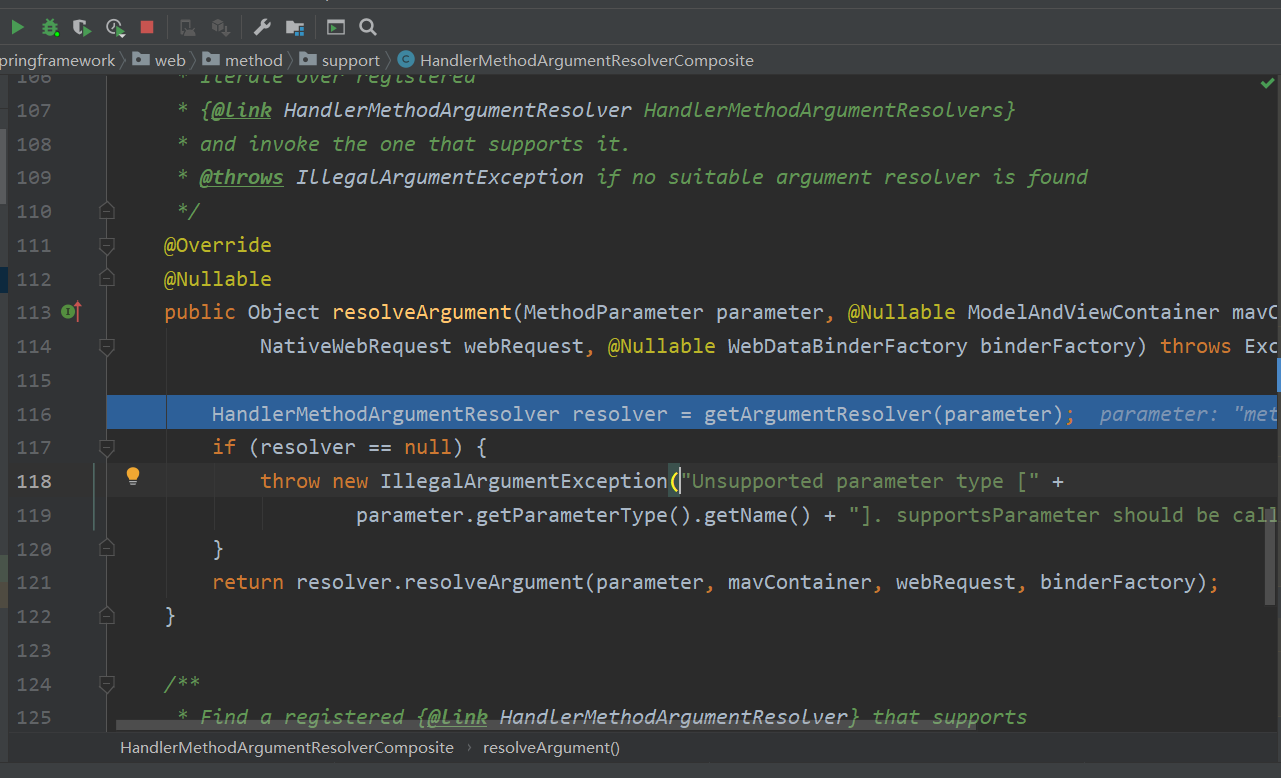 pringframework web method support HandlerMethodArgumentResolverComposite
106 * Iterate over registered
107 * {@link HandlerMethodArgumentResolver HandlerMethodArgumentResolvers}
108 * and invoke the one that supports it.
109 * @throws IllegalArgumentException if no suitable argument resolver is found
110 */
111 @Override
112 @Nullable
113 public Object resolveArgument(MethodParameter parameter, @Nullable ModelAndViewContainer mavC
114 NativeWebRequest webRequest, @Nullable WebDataBinderFactory binderFactory) throws Exc
115
116 HandlerMethodArgumentResolver resolver = getArgumentResolver(parameter); parameter: "met
117 if (resolver == null) {
118 throw new IllegalArgumentException("Unsupported parameter type [" +
119 parameter.getParameterType().getName() + "]. supportsParameter should be call
120 }
121 return resolver.resolveArgument(parameter, mavContainer, webRequest, binderFactory);
122 }
123
124 /**
125 * Find a registered {@link HandlerMethodArgumentResolver} that supports
HandlerMethodArgumentResolverComposite › resolveArgument()